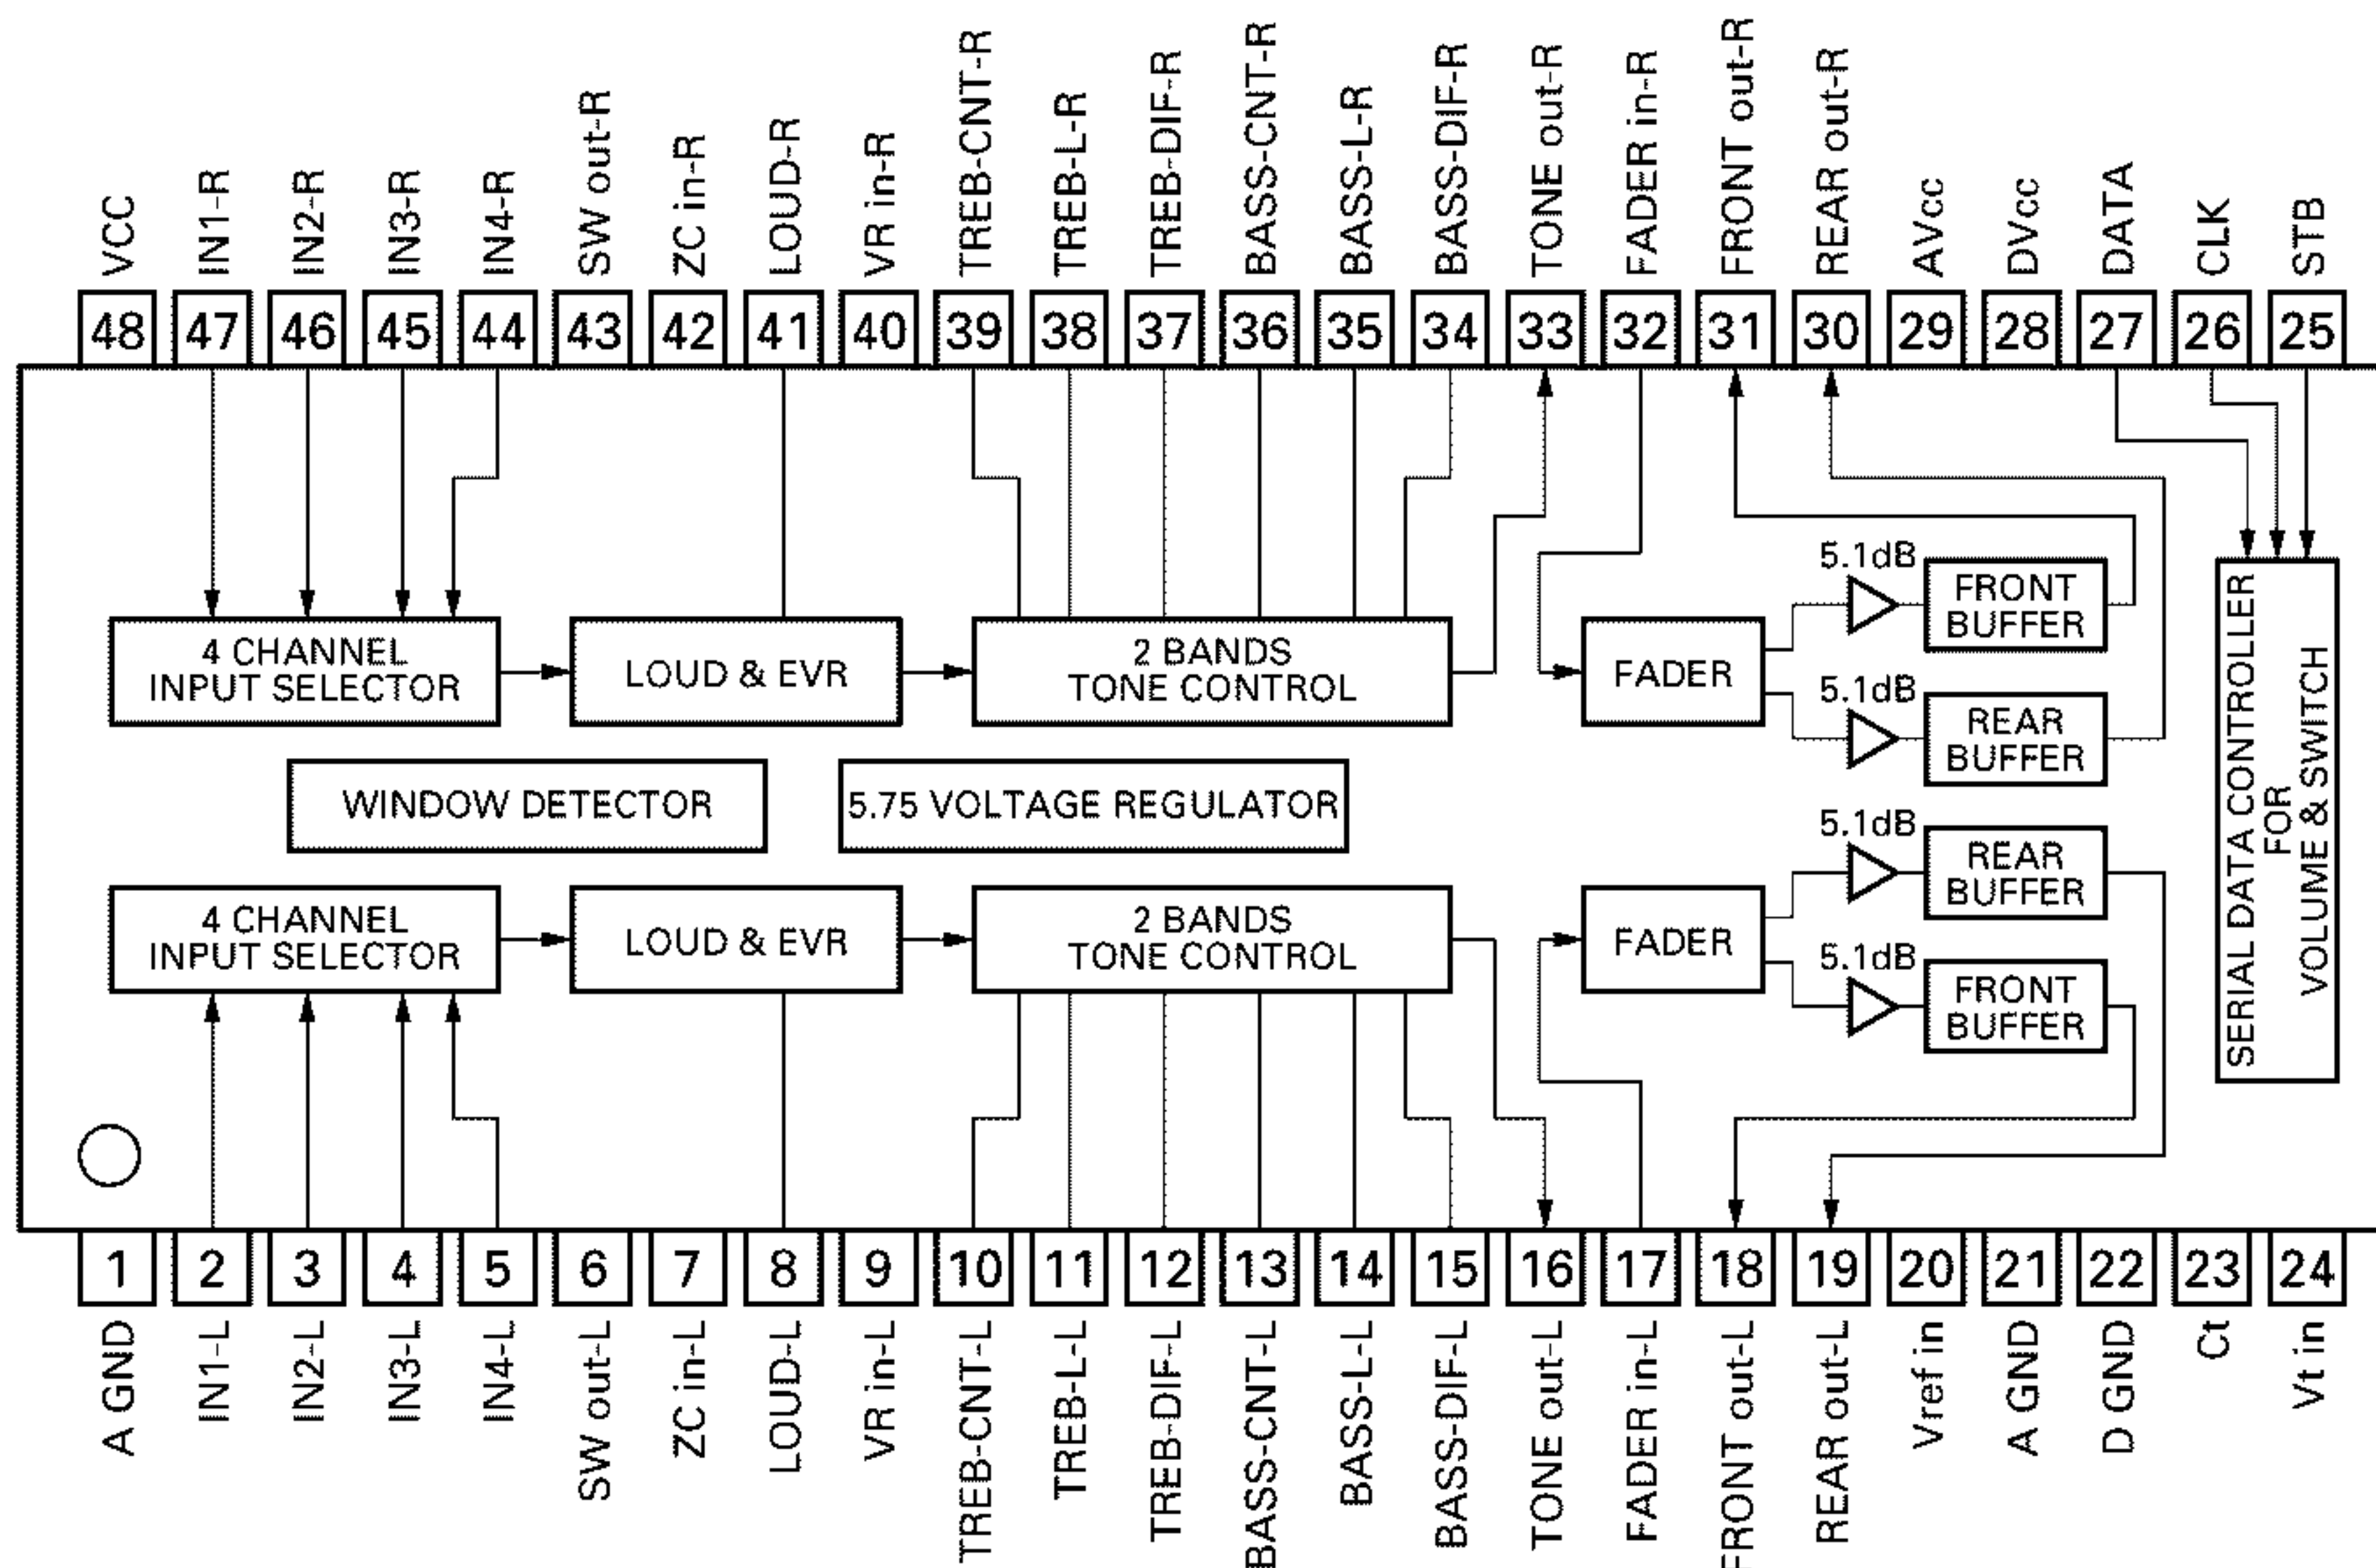 VCC
IN1-R
IN2-R
IN3-R
IN4-R
SW out-R
ZC in-R
LOUD-R
VR in-R
TREB-CNT-R
TREB-L-R
TREB-DIF-R
BASS-CNT-R
BASS-L-R
BASS-DIF-R
TONE out-R
FADER in-R
FRONT out-R
REAR out-R
AVcc
DVcc
DATA
CLK
STB
48 47 46 45 44 43 42 41 40 39 38 37 36 35 34 33 32 31 30 29 28 27 26 25
4 CHANNEL
INPUT SELECTOR
LOUD & EVR
2 BANDS
TONE CONTROL
FADER
5.1dB
FRONT
BUFFER
5.1dB
REAR
BUFFER
SERIAL DATA CONTROLLER
FOR
VOLUME & SWITCH
WINDOW DETECTOR
5.75 VOLTAGE REGULATOR
4 CHANNEL
INPUT SELECTOR
LOUD & EVR
2 BANDS
TONE CONTROL
FADER
5.1dB
REAR
BUFFER
5.1dB
FRONT
BUFFER
1 2 3 4 5 6 7 8 9 10 11 12 13 14 15 16 17 18 19 20 21 22 23 24
A GND
IN1-L
IN2-L
IN3-L
IN4-L
SW out-L
ZC in-L
LOUD-L
VR in-L
TREB-CNT-L
TREB-L-L
TREB-DIF-L
BASS-CNT-L
BASS-L-L
BASS-DIF-L
TONE out-L
FADER in-L
FRONT out-L
REAR out-L
Vref in
A GND
D GND
Ct
Vt in